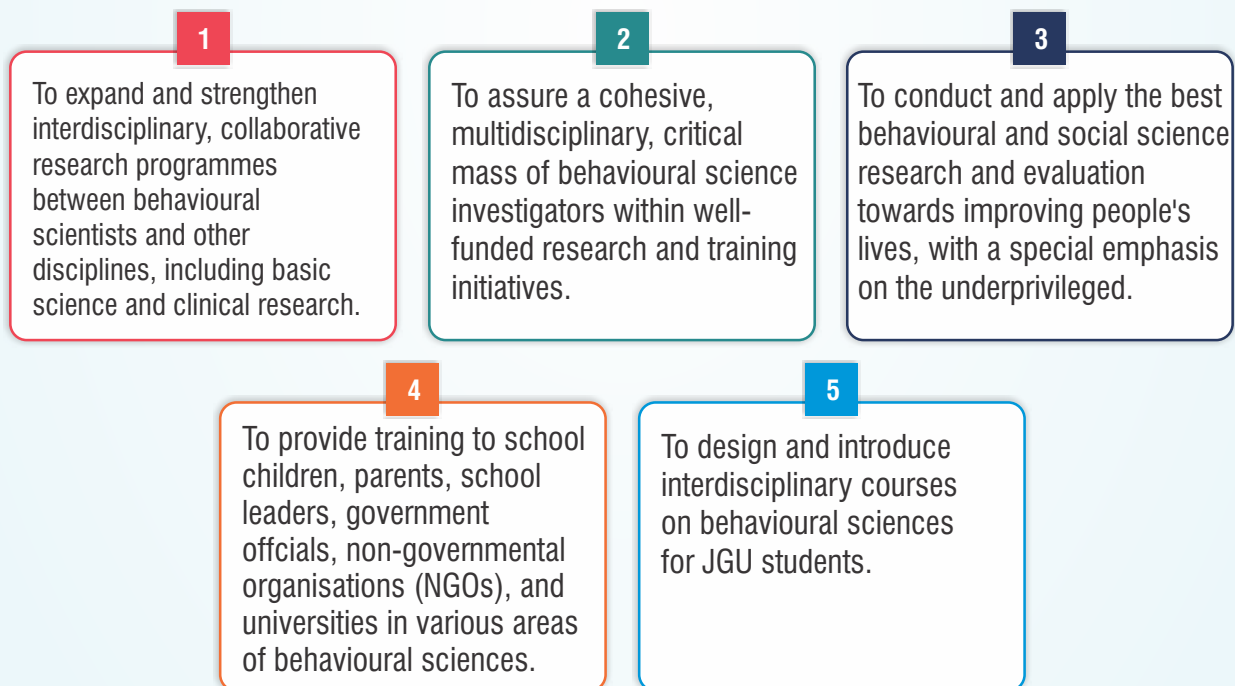 1
To expand and strengthen
interdisciplinary, collaborative
research programmes
between behavioural
scientists and other
disciplines, including basic
science and clinical research.
2
To assure a cohesive,
multidisciplinary, critical
mass of behavioural science
investigators within well-
funded research and training
initiatives.
3
To conduct and apply the best
behavioural and social science
research and evaluation
towards improving people's
lives, with a special emphasis
on the underprivileged.
4
To provide training to school
children, parents, school
leaders, government
offcials, non-governmental
organisations (NGOs), and
universities in various areas
of behavioural sciences.
5
To design and introduce
interdisciplinary courses
on behavioural sciences
for JGU students.